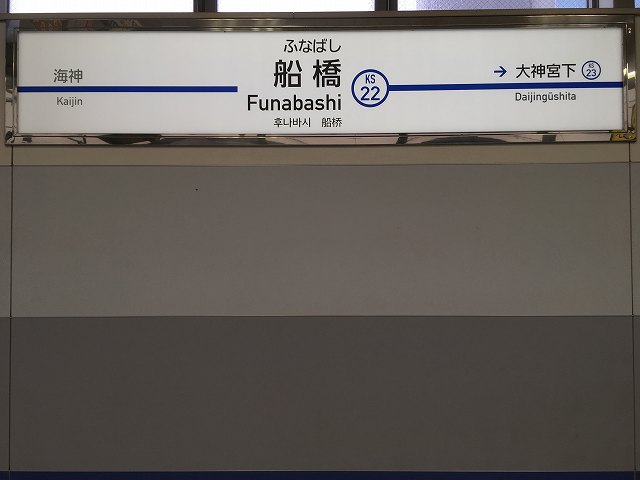 ふなばし
船橋
Funabashi
후나바시 船桥
KS
22
海神
Kaijin
→ 大神宮下
Daijingūshita
KS
23